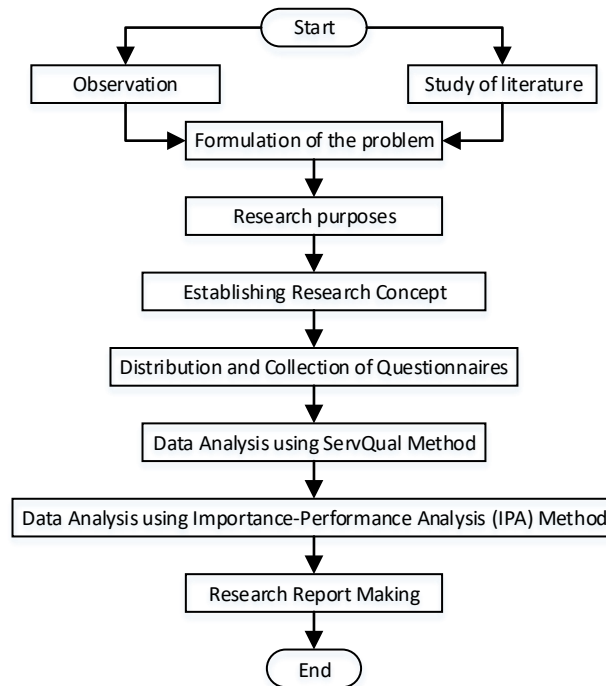 Start
Observation
Study of literature
Formulation of the problem
Research purposes
Establishing Research Concept
Distribution and Collection of Questionnaires
Data Analysis using ServQual Method
Data Analysis using Importance-Performance Analysis (IPA) Method
Research Report Making
End